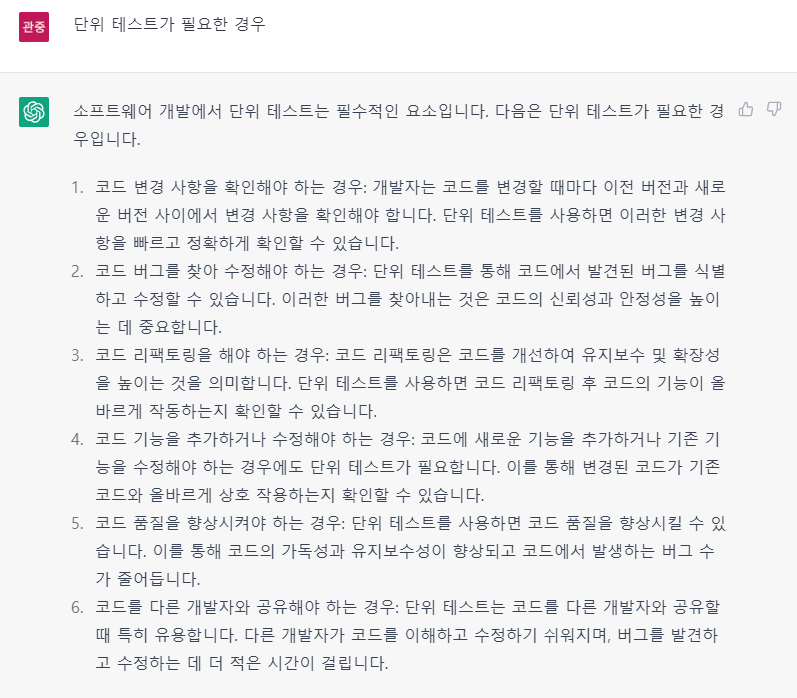 관중
단위 테스트가 필요한 경우
소프트웨어 개발에서 단위 테스트는 필수적인 요소입니다. 다음은 단위 테스트가 필요한 경
우입니다.
1. 코드 변경 사항을 확인해야 하는 경우: 개발자는 코드를 변경할 때마다 이전 버전과 새로
운 버전 사이에서 변경 사항을 확인해야 합니다. 단위 테스트를 사용하면 이러한 변경 사
항을 빠르고 정확하게 확인할 수 있습니다.
2. 코드 버그를 찾아 수정해야 하는 경우: 단위 테스트를 통해 코드에서 발견된 버그를 식별
하고 수정할 수 있습니다. 이러한 버그를 찾아내는 것은 코드의 신뢰성과 안정성을 높이
는 데 중요합니다.
3. 코드 리팩토링을 해야 하는 경우: 코드 리팩토링은 코드를 개선하여 유지보수 및 확장성
을 높이는 것을 의미합니다. 단위 테스트를 사용하면 코드 리팩토링 후 코드의 기능이 올
바르게 작동하는지 확인할 수 있습니다.
4. 코드 기능을 추가하거나 수정해야 하는 경우: 코드에 새로운 기능을 추가하거나 기존 기
능을 수정해야 하는 경우에도 단위 테스트가 필요합니다. 이를 통해 변경된 코드가 기존
코드와 올바르게 상호 작용하는지 확인할 수 있습니다.
5. 코드 품질을 향상시켜야 하는 경우: 단위 테스트를 사용하면 코드 품질을 향상시킬 수 있
습니다. 이를 통해 코드의 가독성과 유지보수성이 향상되고 코드에서 발생하는 버그 수
가 줄어듭니다.
6. 코드를 다른 개발자와 공유해야 하는 경우: 단위 테스트는 코드를 다른 개발자와 공유할
때 특히 유용합니다. 다른 개발자가 코드를 이해하고 수정하기 쉬워지며, 버그를 발견하
고 수정하는 데 더 적은 시간이 걸립니다.